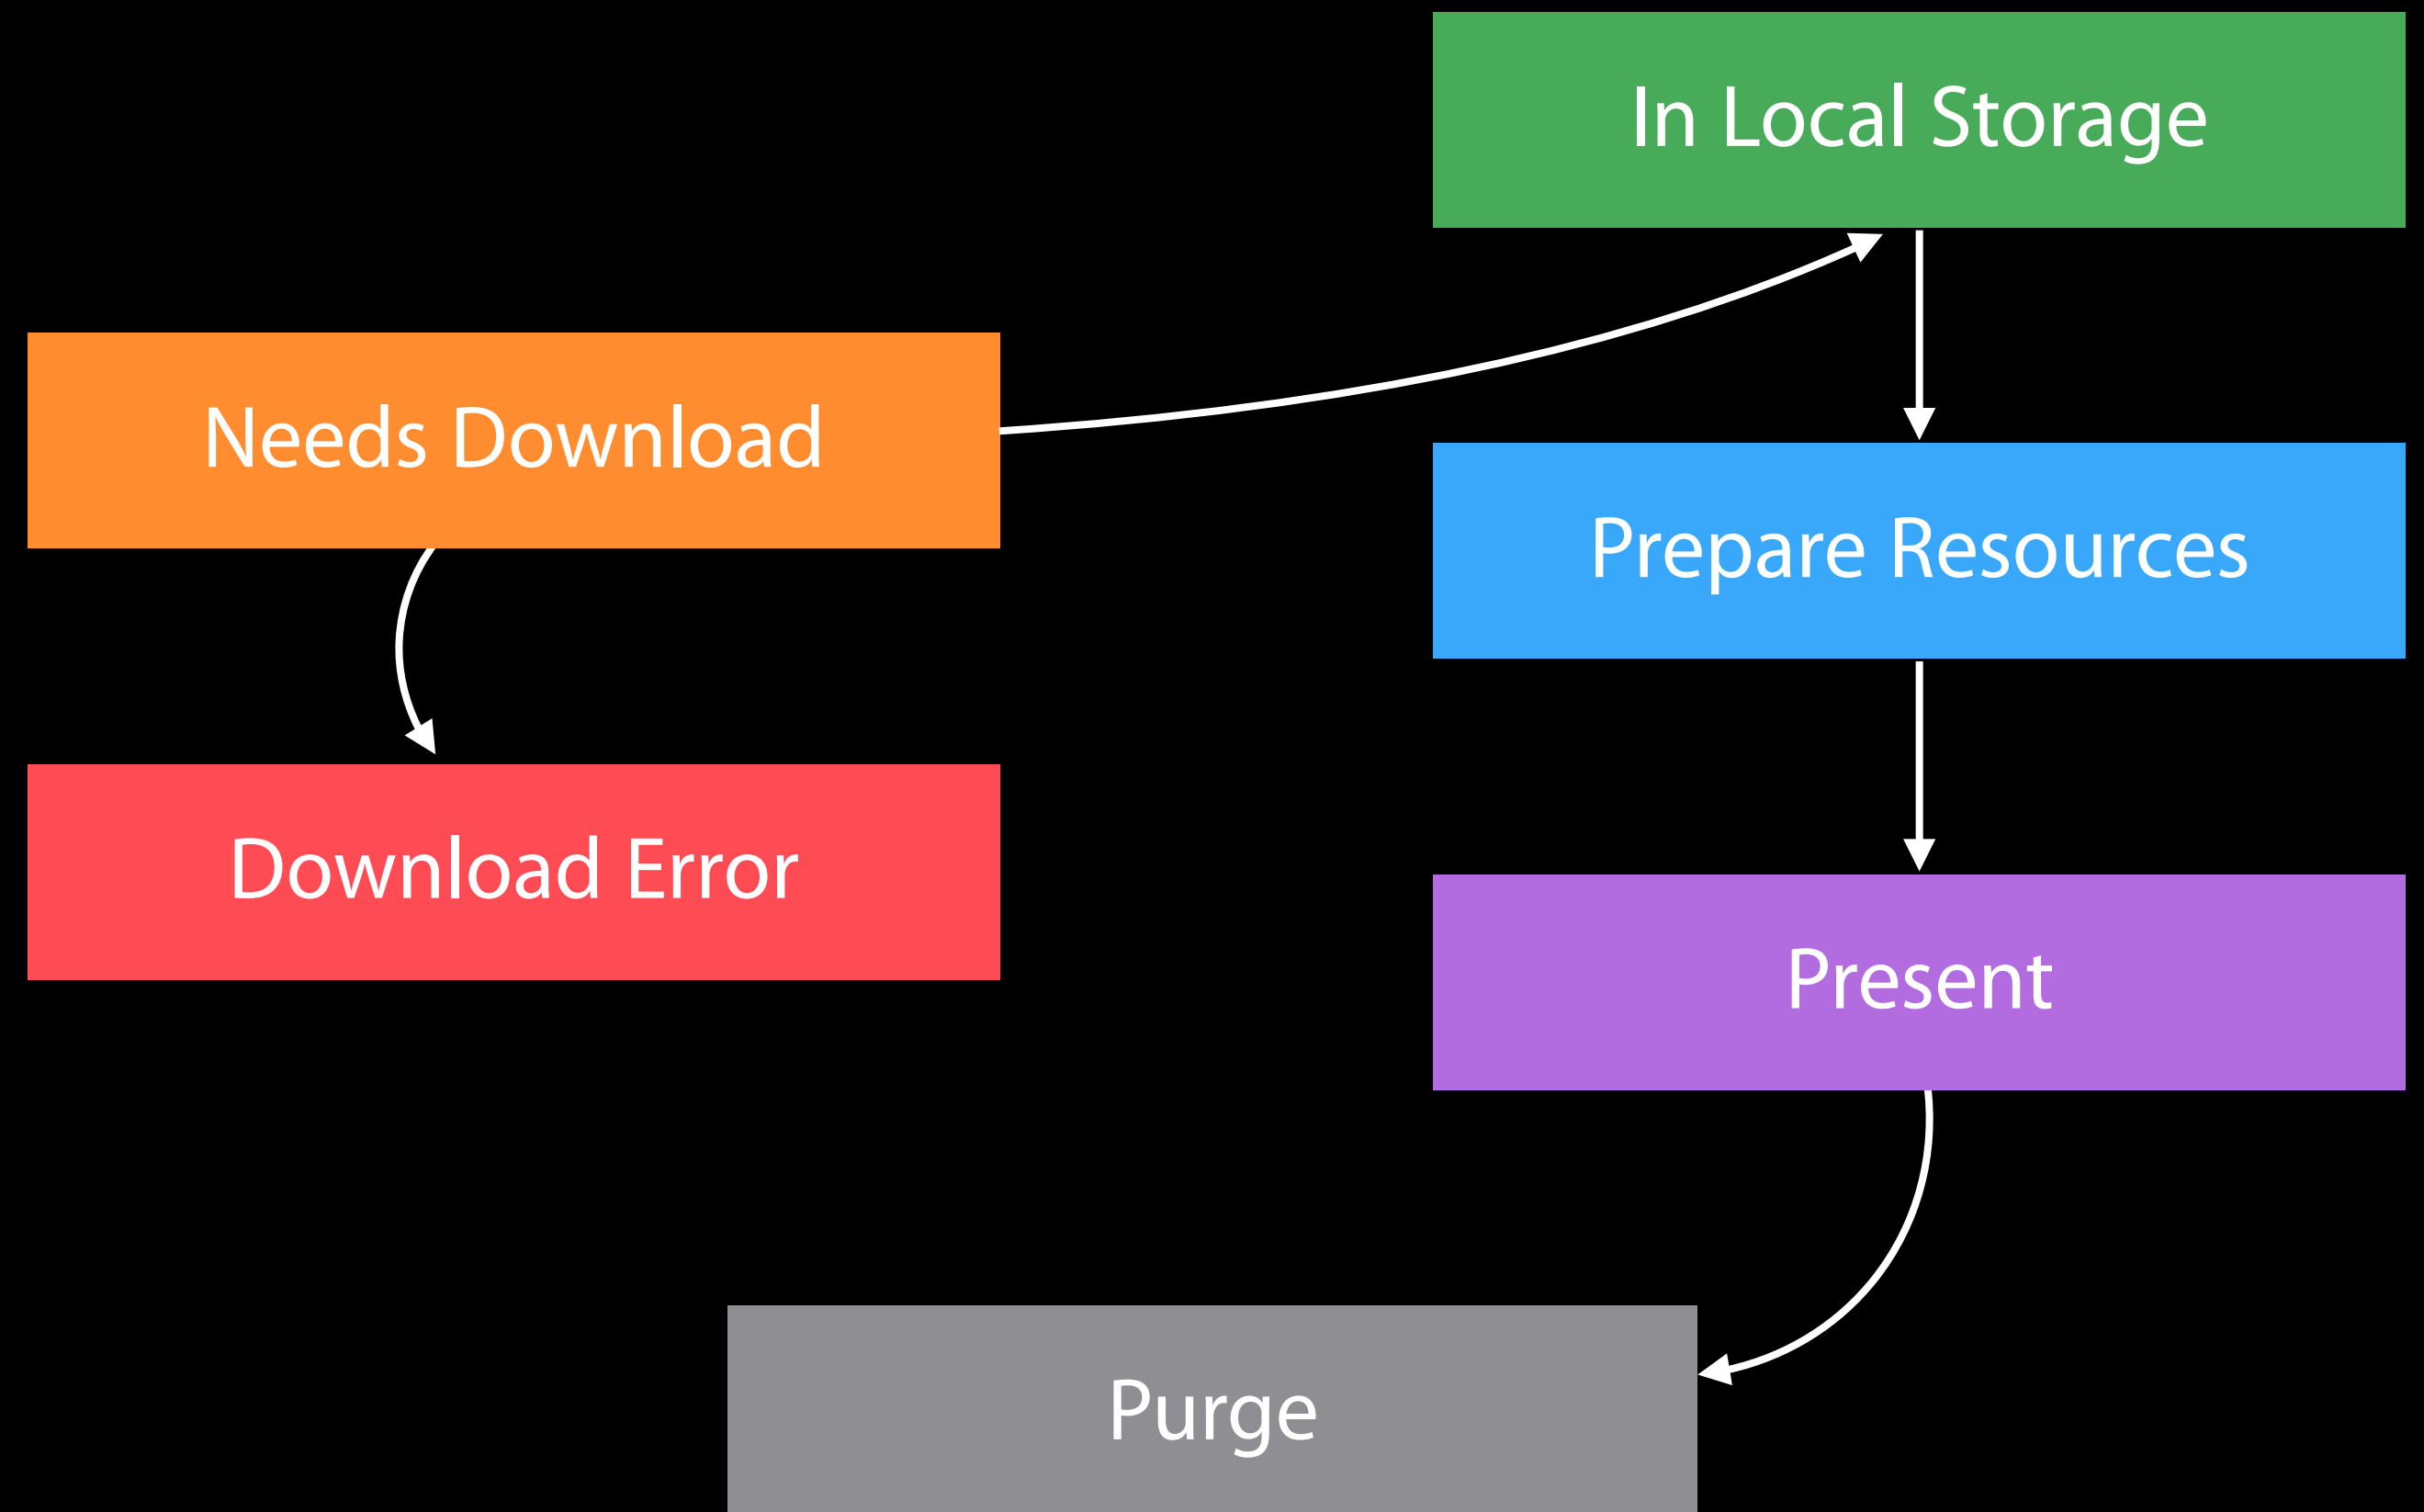 In Local Storage
Needs Download
Prepare Resources
Download Error
Present
Purge